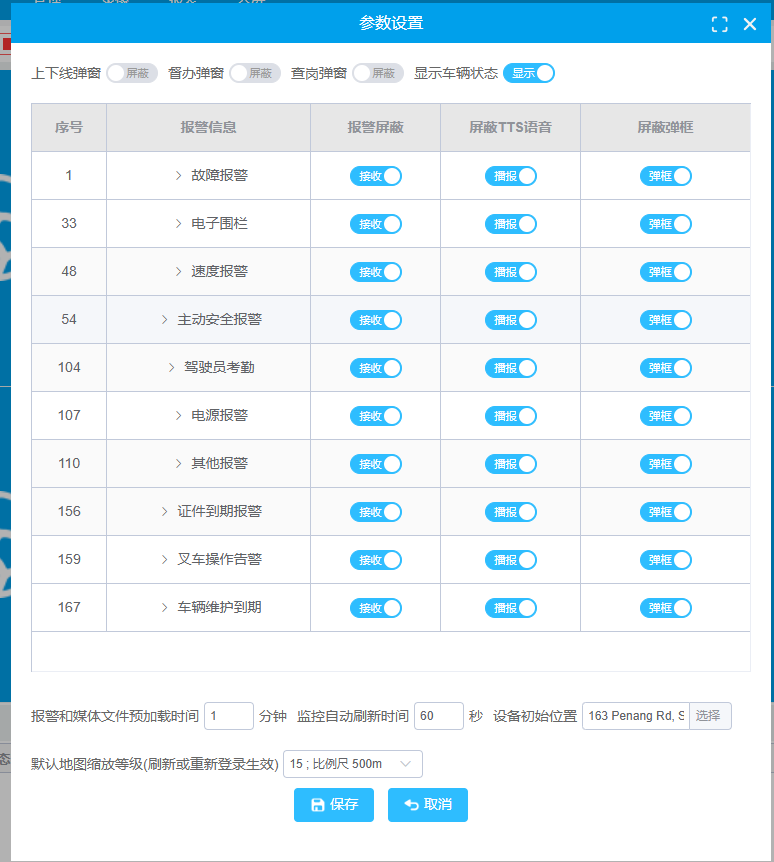 参数设置
上下线弹窗 屏蔽 督办弹窗 屏蔽 查岗弹窗 屏蔽 显示车辆状态 显示
序号 报警信息 报警屏蔽 屏蔽TTS语音 屏蔽弹框
1 故障报警 接收 播报 弹框
33 电子围栏 接收 播报 弹框
48 速度报警 接收 播报 弹框
54 主动安全报警 接收 播报 弹框
104 驾驶员考勤 接收 播报 弹框
107 电源报警 接收 播报 弹框
110 其他报警 接收 播报 弹框
156 证件到期报警 接收 播报 弹框
159 叉车操作告警 接收 播报 弹框
167 车辆维护到期 接收 播报 弹框
报警和媒体文件预加载时间 1 分钟 监控自动刷新时间 60 秒 设备初始位置 163 Penang Rd, S 选择
默认地图缩放等级(刷新或重新登录生效) 15 ; 比例尺 500m
保存 取消